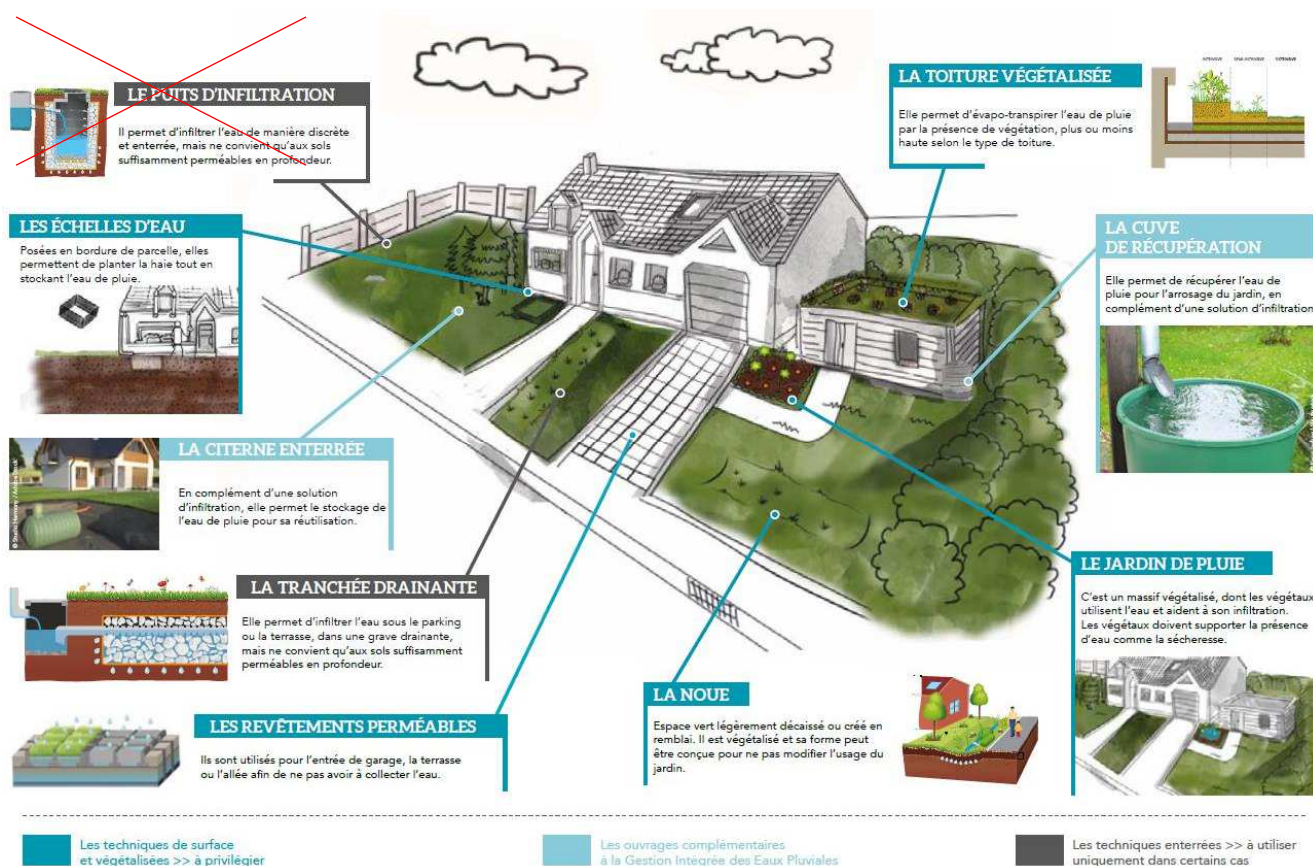 LE PUITS D'INFILTRATION
Il permet d'infiltrer l'eau de manière discrète
et enterrée, mais ne convient qu'aux sols
suffisamment perméables en profondeur.
LES ÉCHELLES D'EAU
Posées en bordure de parcelle, elles
permettent de planter la haie tout en
stockant l'eau de pluie.
LA CITERNE ENTERRÉE
En complément d'une solution
d'infiltration, elle permet le stockage de
l'eau de pluie pour sa réutilisation.
LA TRANCHÉE DRAINANTE
Elle permet d'infiltrer l'eau sous le parking
ou la terrasse, dans une grave drainante,
mais ne convient qu'aux sols suffisamment
perméables en profondeur.
LES REVÊTEMENTS PERMÉABLES
Ils sont utilisés pour l'entrée de garage, la terrasse
ou l'allée afin de ne pas avoir à collecter l'eau.
LA TOITURE VÉGÉTALISÉE
Elle permet d'évapo-transpirer l'eau de pluie
par la présence de végétation, plus ou moins
haute selon le type de toiture.
LA CUVE
DE RÉCUPÉRATION
Elle permet de récupérer l'eau de
pluie pour l'arrosage du jardin, en
complément d'une solution d'infiltration
LE JARDIN DE PLUIE
C'est un massif végétalisé, dont les végétaux
utilisent l'eau et aident à son infiltration.
Les végétaux doivent supporter la présence
d'eau comme la sécheresse.
LA NOUE
Espace vert légèrement décaissé ou créé en
remblai. Il est végétalisé et sa forme peut
être conçue pour ne pas modifier l'usage du
jardin.
Les techniques de surface
et végétalisées >> à privilégier
Les ouvrages complémentaires
à la Gestion Intégrée des Eaux Pluviales
Les techniques enterrées >> à utiliser
uniquement dans certains cas